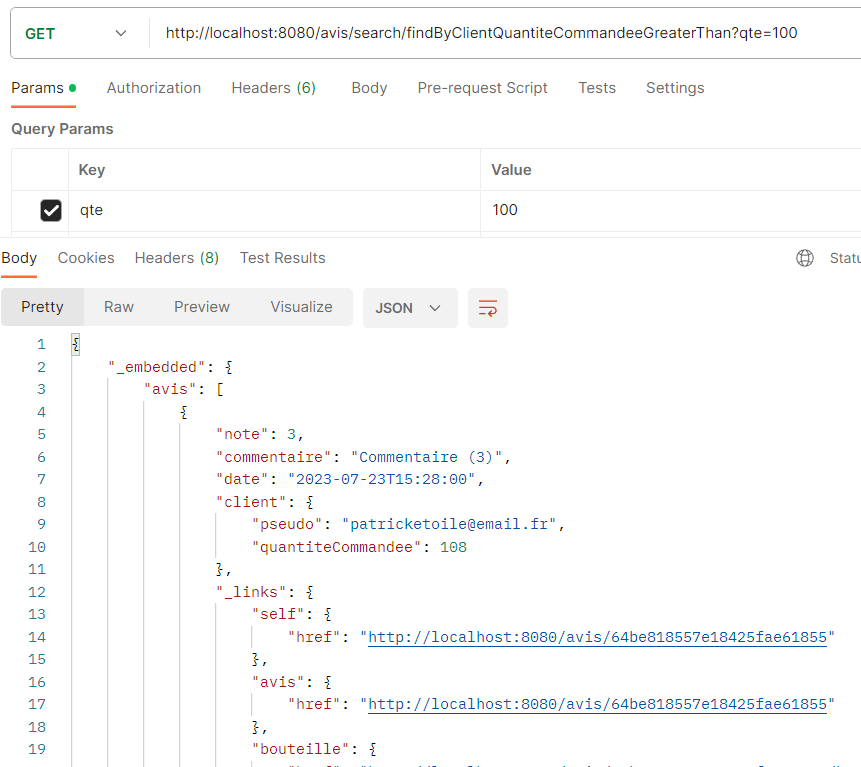 GET http://localhost:8080/avis/search/findByClientQuantiteCommandeeGreaterThan?qte=100
Params Authorization Headers (6) Body Pre-request Script Tests Settings
Query Params
Key Value
qte 100
Body Cookies Headers (8) Test Results Statu
Pretty Raw Preview Visualize JSON
1 {
2 "_embedded": {
3 "avis": [
4 {
5 "note": 3,
6 "commentaire": "Commentaire (3)",
7 "date": "2023-07-23T15:28:00",
8 "client": {
9 "pseudo": "patricketoile@email.fr",
10 "quantiteCommandee": 108
11 },
12 "_links": {
13 "self": {
14 "href": "http://localhost:8080/avis/64be818557e18425fae61855"
15 },
16 "avis": {
17 "href": "http://localhost:8080/avis/64be818557e18425fae61855"
18 },
19 "bouteille": {